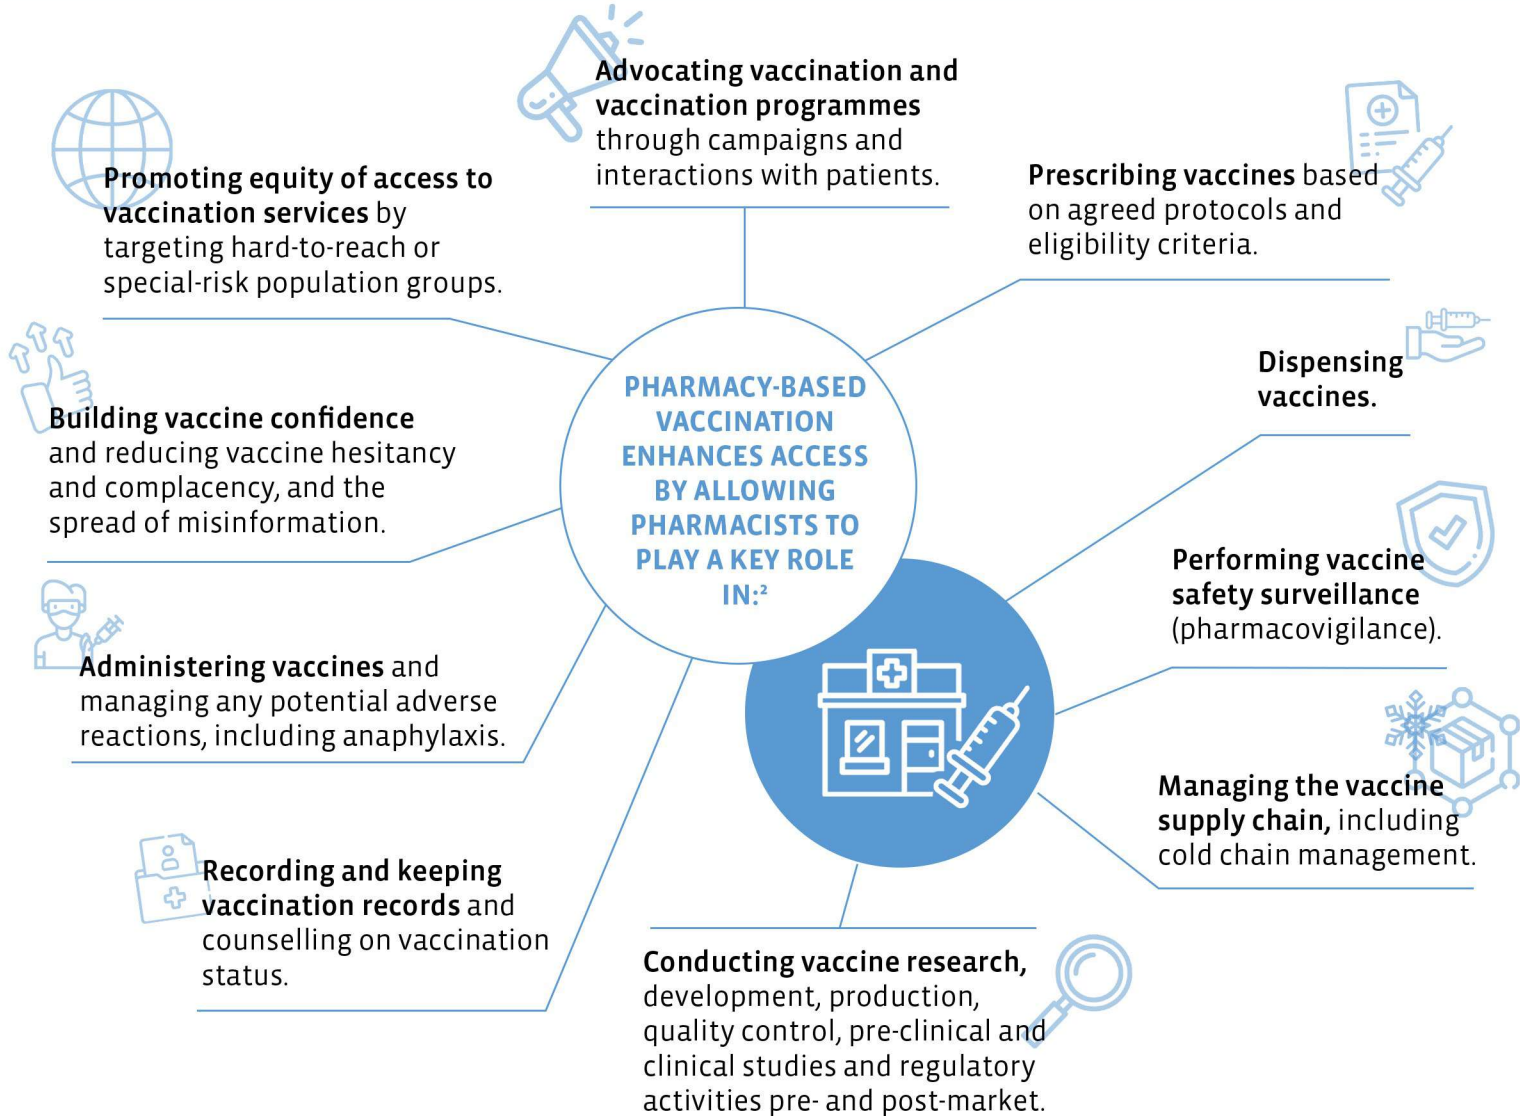 Advocating vaccination and
vaccination programmes
through campaigns and
interactions with patients.
Promoting equity of access to
vaccination services by
targeting hard-to-reach or
special-risk population groups.
Prescribing vaccines based
on agreed protocols and
eligibility criteria.
Dispensing
vaccines.
PHARMACY-BASED
VACCINATION
ENHANCES ACCESS
BY ALLOWING
PHARMACISTS TO
PLAY A KEY ROLE
IN:²
Building vaccine confidence
and reducing vaccine hesitancy
and complacency, and the
spread of misinformation.
Performing vaccine
safety surveillance
(pharmacovigilance).
Administering vaccines and
managing any potential adverse
reactions, including anaphylaxis.
Managing the vaccine
supply chain, including
cold chain management.
Recording and keeping
vaccination records and
counselling on vaccination
status.
Conducting vaccine research,
development, production,
quality control, pre-clinical and
clinical studies and regulatory
activities pre- and post-market.